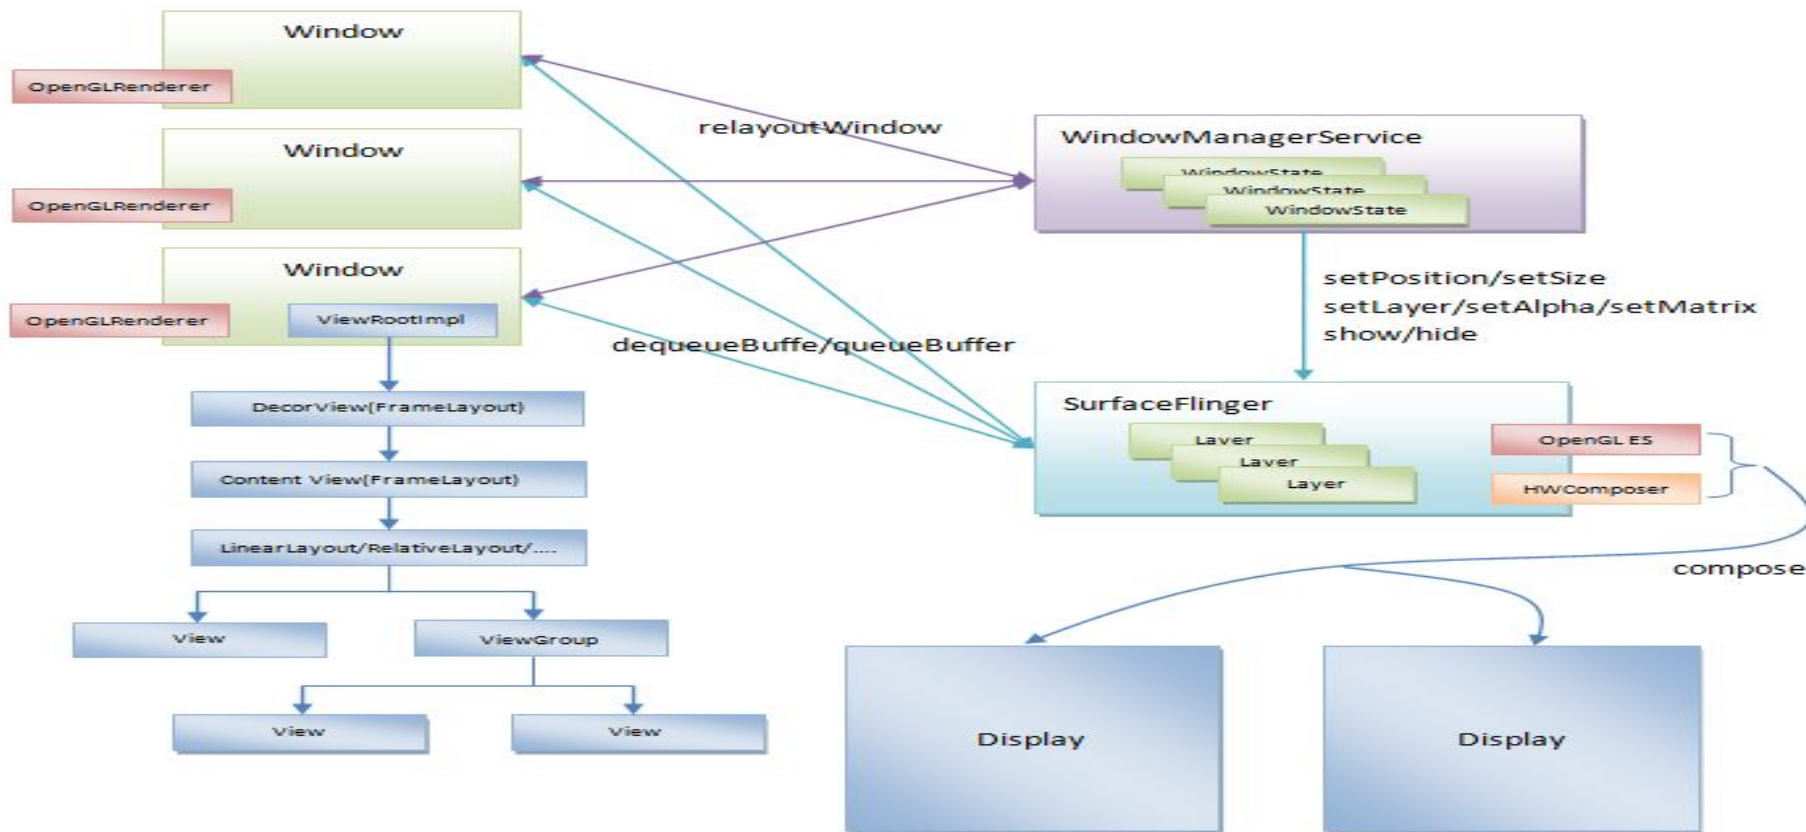 Window
OpenGLRenderer
Window
OpenGLRenderer
Window
OpenGLRenderer
ViewRootImpl
DecorView(FrameLayout)
Content View(FrameLayout)
LinearLayout/RelativeLayout/....
View
ViewGroup
View
View
relayoutWindow
dequeueBuffe/queueBuffer
WindowManagerService
WindowState
WindowState
WindowState
setPosition/setSize
setLayer/setAlpha/setMatrix
show/hide
SurfaceFlinger
Layer
Layer
Layer
OpenGL ES
HWComposer
compose
Display
Display